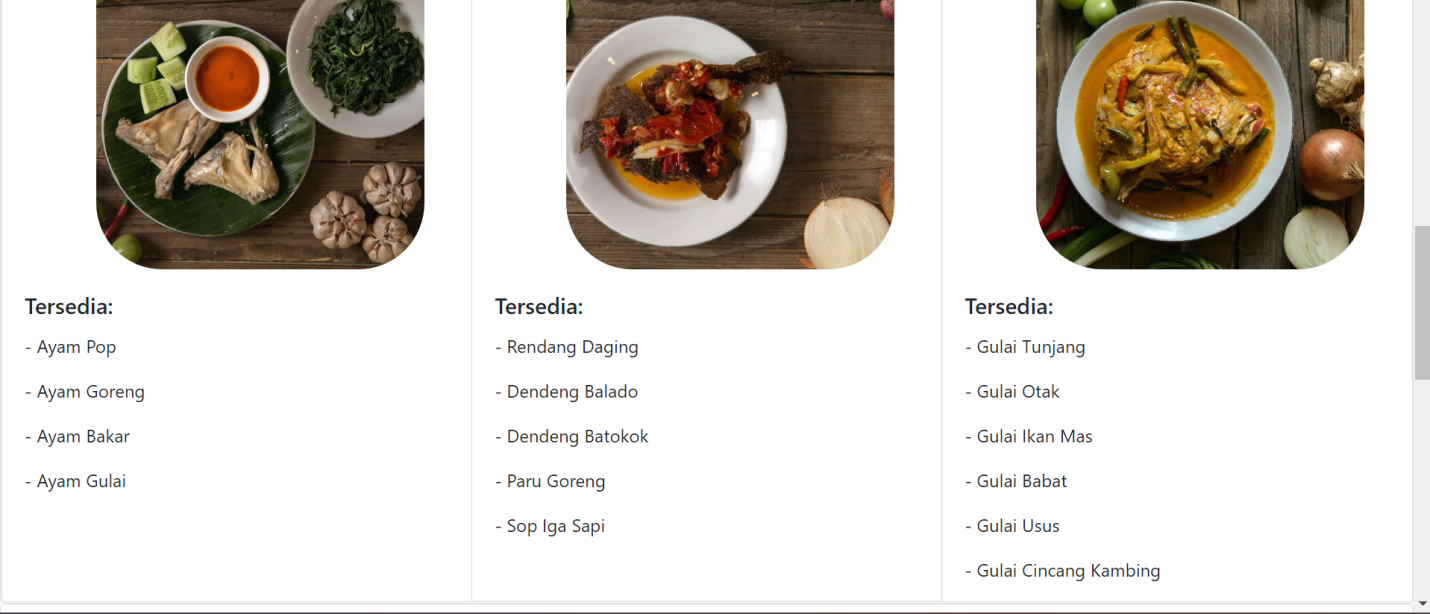 Tersedia:
- Ayam Pop
- Ayam Goreng
- Ayam Bakar
- Ayam Gulai
Tersedia:
- Rendang Daging
- Dendeng Balado
- Dendeng Batokok
- Paru Goreng
- Sop Iga Sapi
Tersedia:
- Gulai Tunjang
- Gulai Otak
- Gulai Ikan Mas
- Gulai Babat
- Gulai Usus
- Gulai Cincang Kambing